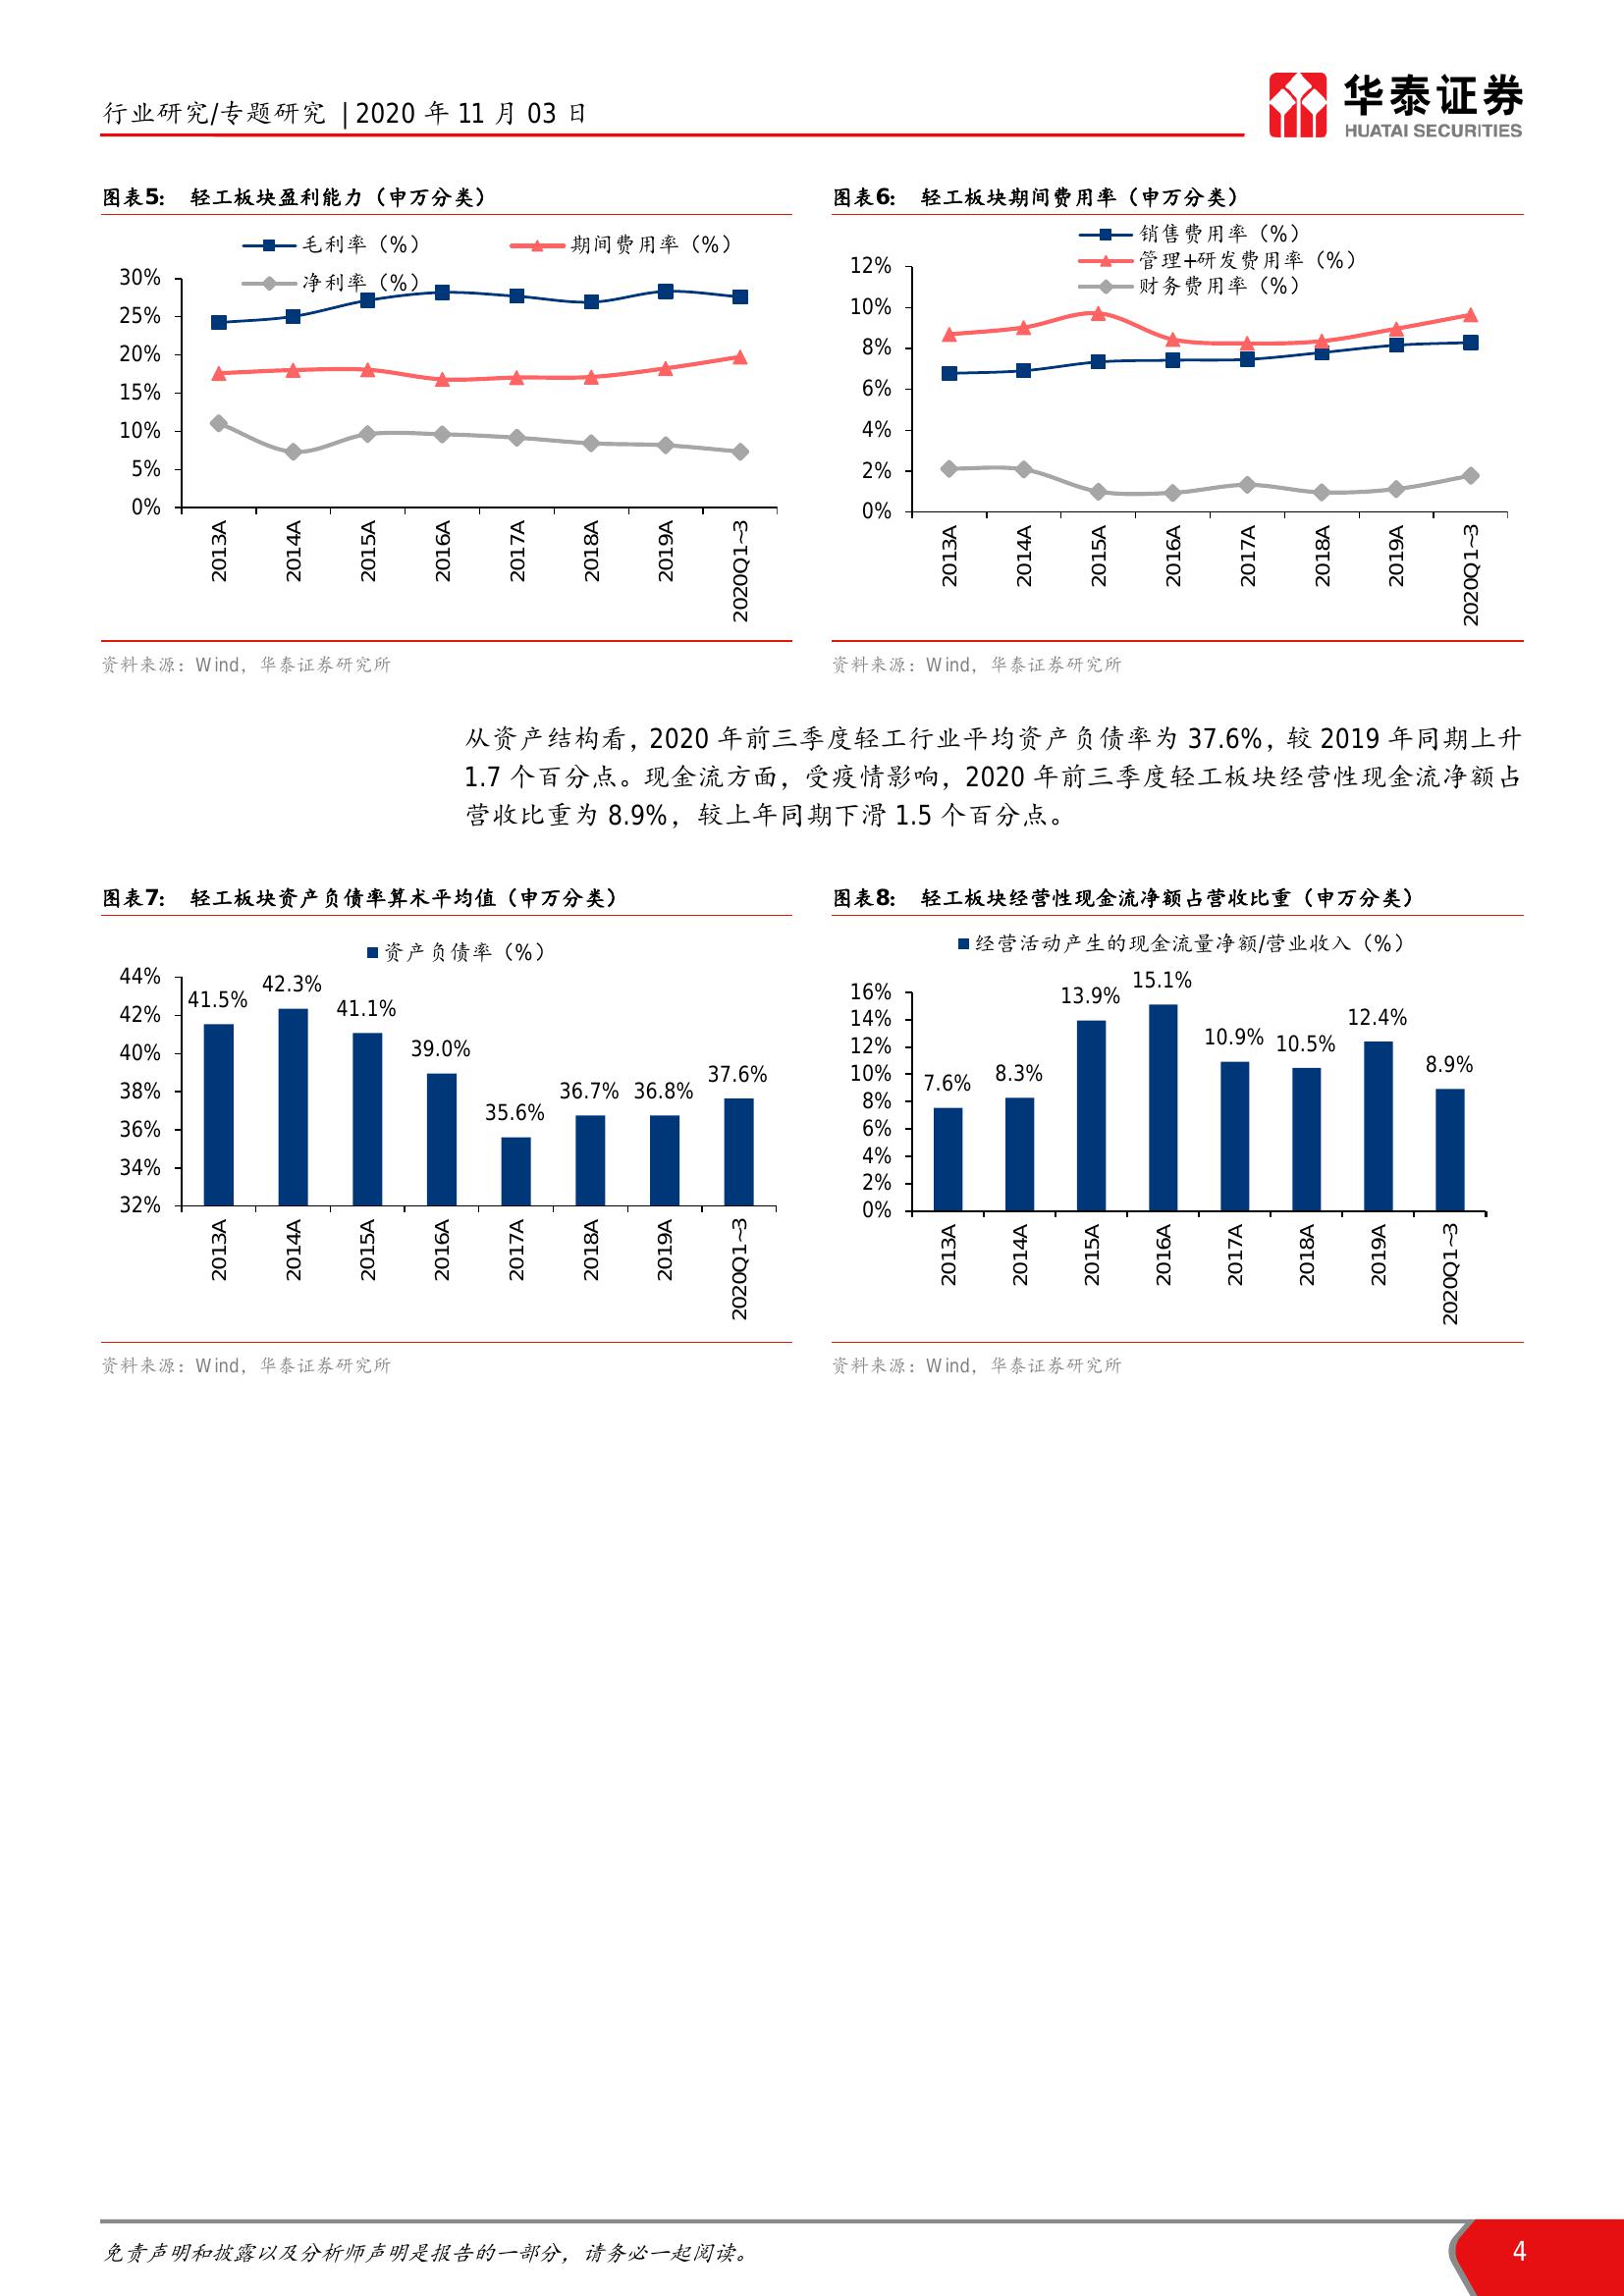 行业研究/专题研究 | 2020 年 11 月 03 日
华泰证券
HUATAI SECURITIES
图表5: 轻工板块盈利能力（申万分类）
毛利率（%）
期间费用率（%）
净利率（%）
30%
25%
20%
15%
10%
5%
0%
2013A
2014A
2015A
2016A
2017A
2018A
2019A
2020Q1~3
资料来源：Wind，华泰证券研究所
图表6: 轻工板块期间费用率（申万分类）
销售费用率（%）
管理+研发费用率（%）
财务费用率（%）
12%
10%
8%
6%
4%
2%
0%
2013A
2014A
2015A
2016A
2017A
2018A
2019A
2020Q1~3
资料来源：Wind，华泰证券研究所
从资产结构看，2020 年前三季度轻工行业平均资产负债率为 37.6%，较 2019 年同期上升
1.7 个百分点。现金流方面，受疫情影响，2020 年前三季度轻工板块经营性现金流净额占
营收比重为 8.9%，较上年同期下滑 1.5 个百分点。
图表7: 轻工板块资产负债率算术平均值（申万分类）
资产负债率（%）
44%
42%
40%
38%
36%
34%
32%
41.5%
42.3%
41.1%
39.0%
35.6%
36.7%
36.8%
37.6%
2013A
2014A
2015A
2016A
2017A
2018A
2019A
2020Q1~3
资料来源：Wind，华泰证券研究所
图表8: 轻工板块经营性现金流净额占营收比重（申万分类）
经营活动产生的现金流量净额/营业收入（%）
16%
14%
12%
10%
8%
6%
4%
2%
0%
7.6%
8.3%
13.9%
15.1%
10.9%
10.5%
12.4%
8.9%
2013A
2014A
2015A
2016A
2017A
2018A
2019A
2020Q1~3
资料来源：Wind，华泰证券研究所
免责声明和披露以及分析师声明是报告的一部分，请务必一起阅读。
4